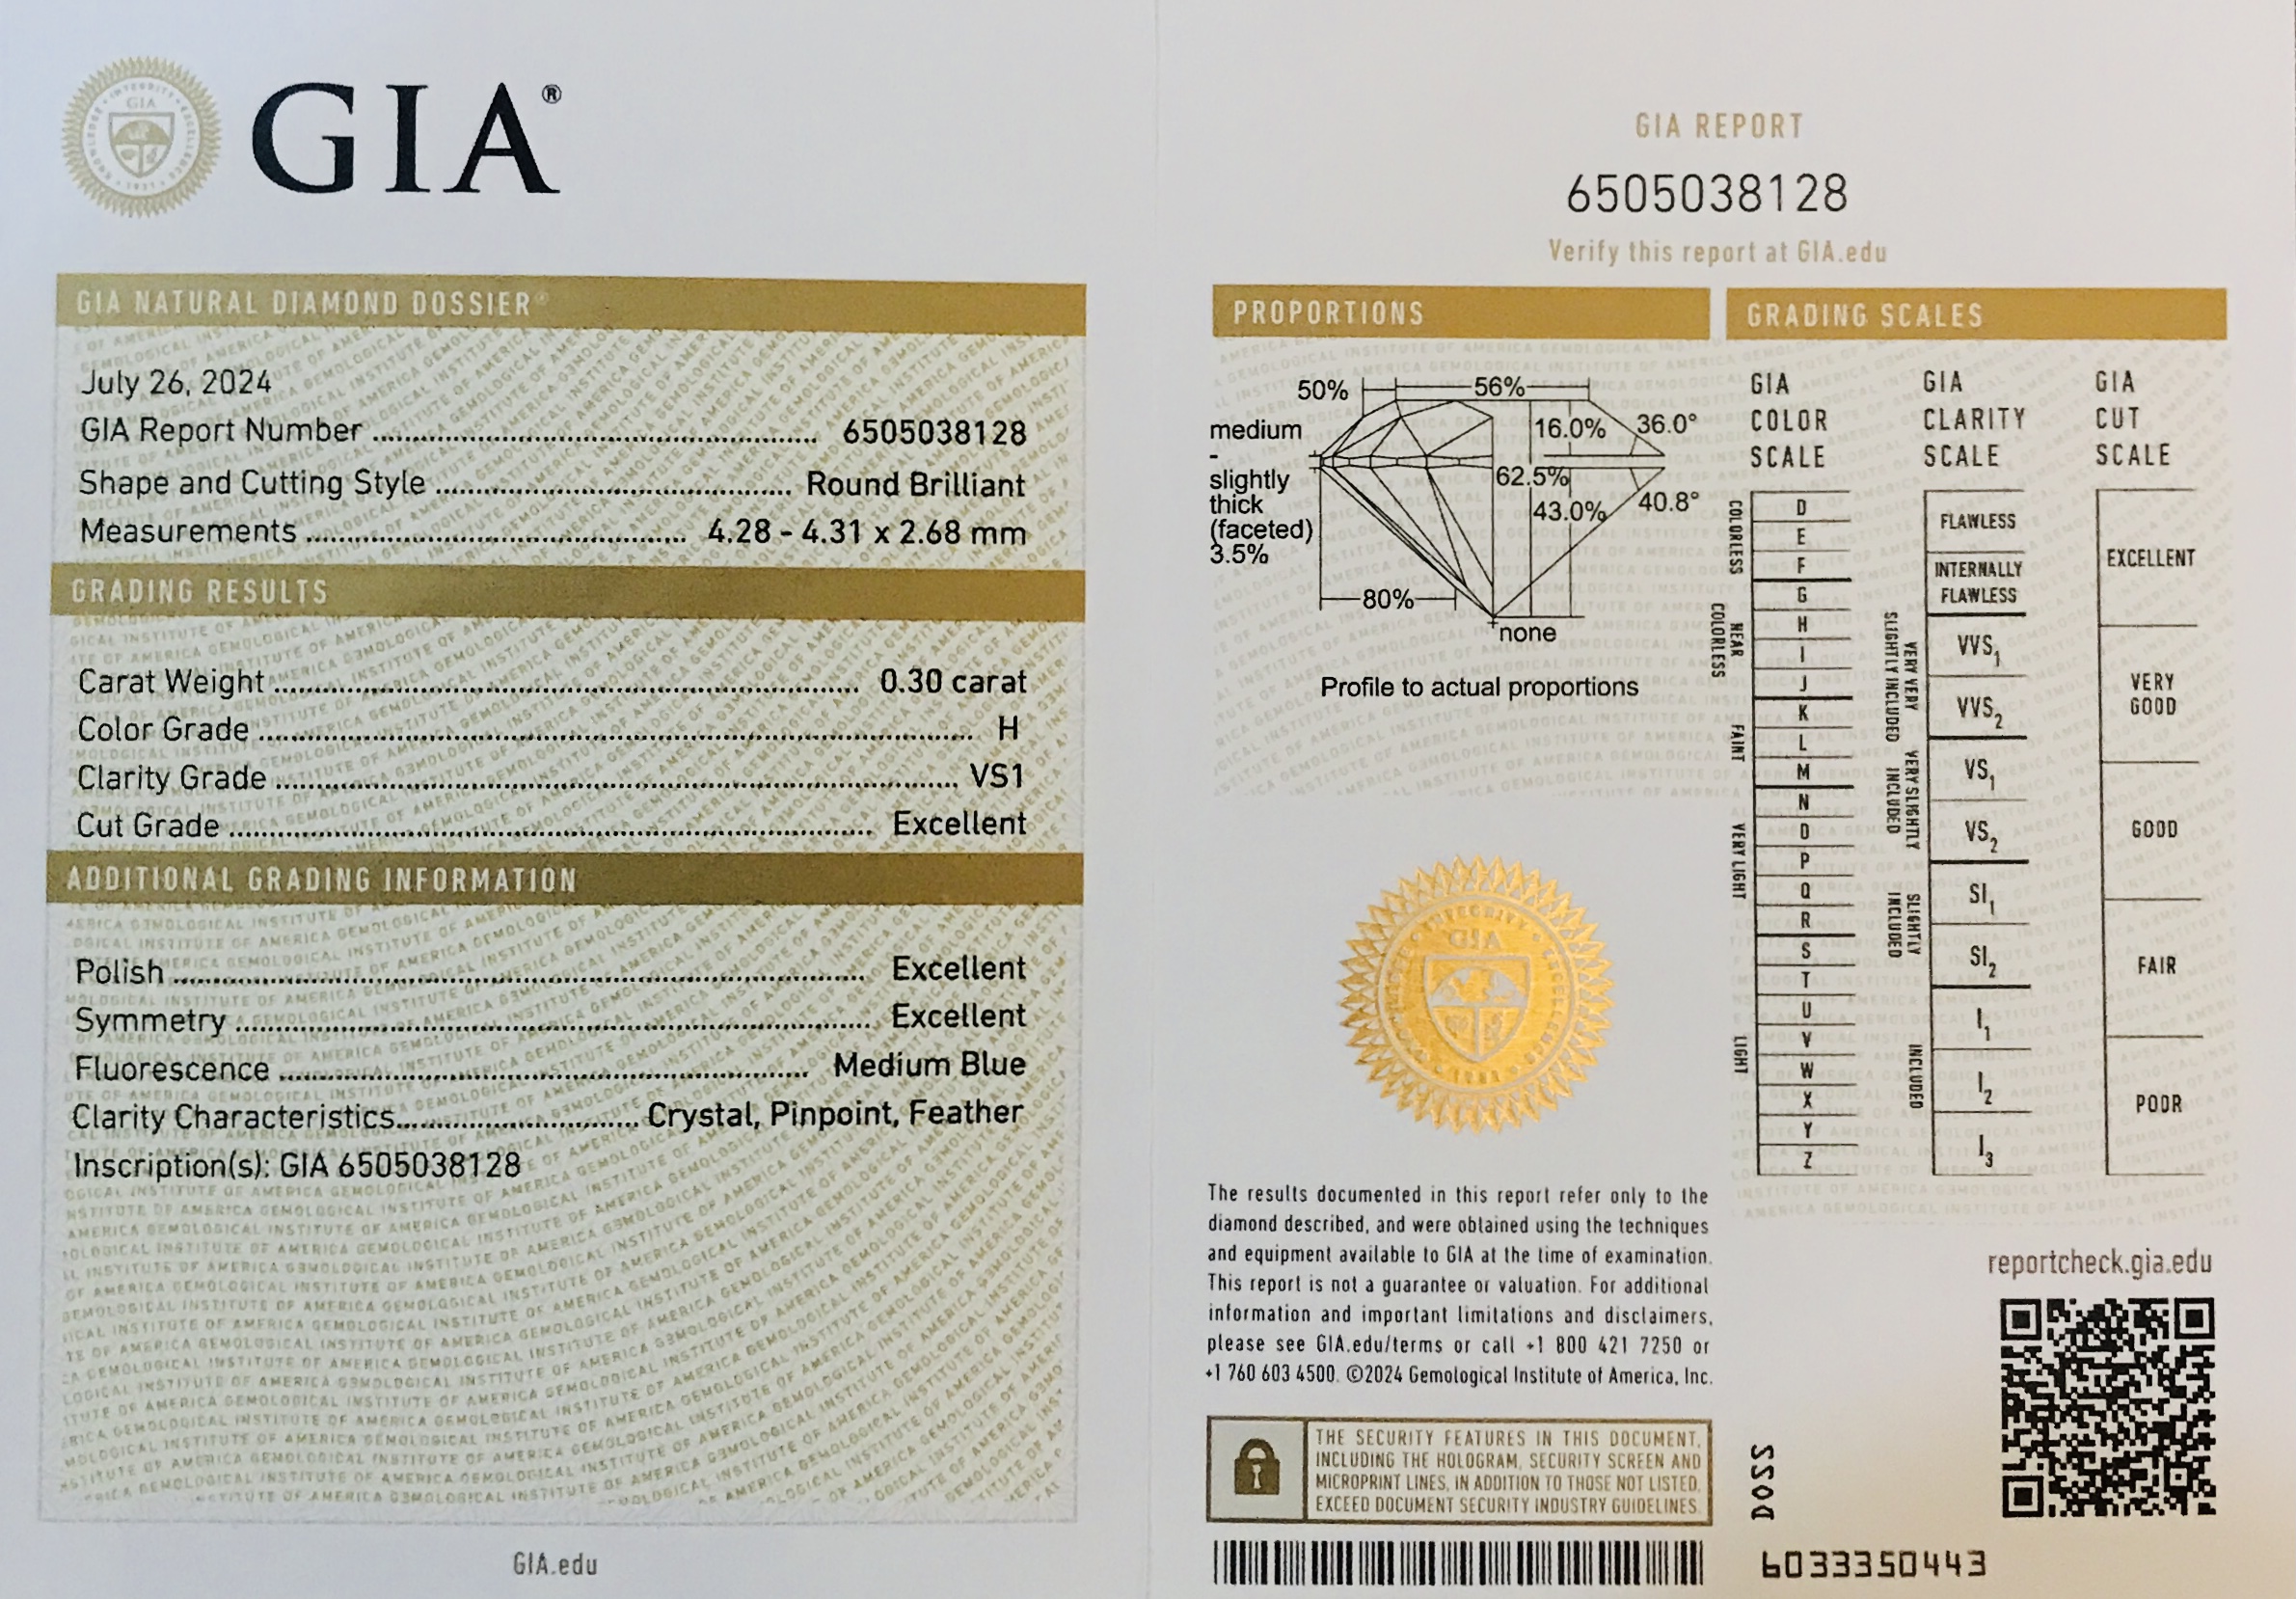 GIA®
GIA NATURAL DIAMOND DOSSIER®
July 26, 2024
GIA Report Number 6505038128
Shape and Cutting Style Round Brilliant
Measurements 4.28 - 4.31 x 2.68 mm
GRADING RESULTS
Carat Weight 0.30 carat
Color Grade H
Clarity Grade VS1
Cut Grade Excellent
ADDITIONAL GRADING INFORMATION
Polish Excellent
Symmetry Excellent
Fluorescence Medium Blue
Clarity Characteristics Crystal, Pinpoint, Feather
Inscription(s): GIA 6505038128
GIA.edu
GIA REPORT
6505038128
Verify this report at GIA.edu
PROPORTIONS
50%
56%
medium
-
slightly
thick
(faceted)
3.5%
16.0%
36.0°
62.5%
43.0%
40.8°
80%
none
Profile to actual proportions
GRADING SCALES
GIA
COLOR
SCALE
COLORLESS
D
E
F
NEAR
COLORLESS
G
H
I
J
FAINT
K
L
M
VERY LIGHT
N
O
P
Q
R
LIGHT
S
T
U
V
W
X
Y
Z
GIA
CLARITY
SCALE
FLAWLESS
INTERNALLY
FLAWLESS
VERY VERY
SLIGHTLY INCLUDED
VVS1
VVS2
VERY SLIGHTLY
INCLUDED
VS1
VS2
SLIGHTLY
INCLUDED
SI1
SI2
INCLUDED
I1
I2
I3
GIA
CUT
SCALE
EXCELLENT
VERY
GOOD
GOOD
FAIR
POOR
The results documented in this report refer only to the
diamond described, and were obtained using the techniques
and equipment available to GIA at the time of examination.
This report is not a guarantee or valuation. For additional
information and important limitations and disclaimers,
please see GIA.edu/terms or call +1 800 421 7250 or
+1 760 603 4500. ©2024 Gemological Institute of America, Inc.
THE SECURITY FEATURES IN THIS DOCUMENT,
INCLUDING THE HOLOGRAM, SECURITY SCREEN AND
MICROPRINT LINES, IN ADDITION TO THOSE NOT LISTED,
EXCEED DOCUMENT SECURITY INDUSTRY GUIDELINES.
reportcheck.gia.edu
6033350443